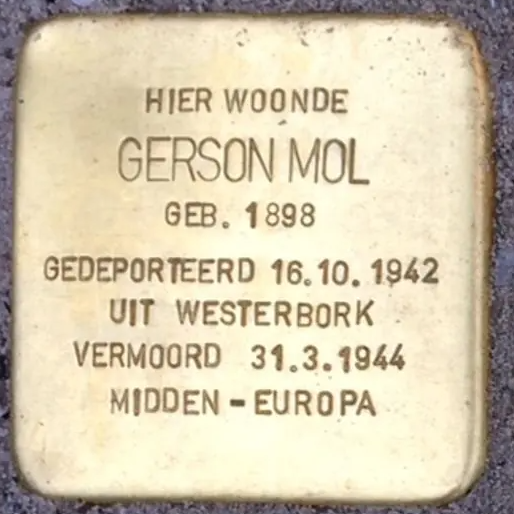 HIER WOONDE
GERSON MOL
GEB. 1898
GEDEPORTEERD 16.10.1942
UIT WESTERBORK
VERMOORD 31.3.1944
MIDDEN - EUROPA